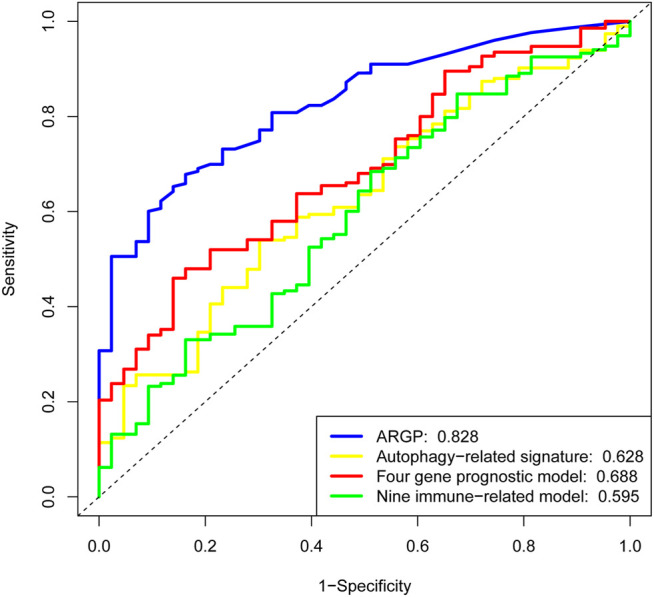 Sensitivity
1.0
0.8
0.6
0.4
0.2
0.0
ARGP: 0.828
Autophagy−related signature: 0.628
Four gene prognostic model: 0.688
Nine immune−related model: 0.595
0.0 0.2 0.4 0.6 0.8 1.0
1−Specificity